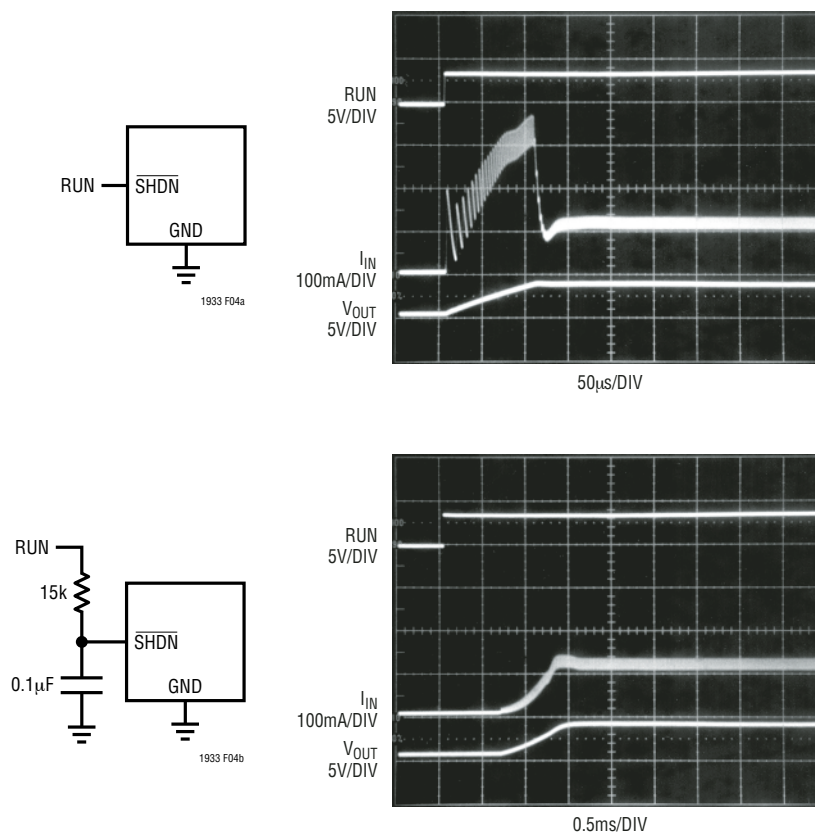 RUN
5V/DIV
RUN
SHDN
GND
I_IN
100mA/DIV
1933 F04a
V_OUT
5V/DIV
50µs/DIV
RUN
5V/DIV
RUN
15k
SHDN
0.1µF
GND
I_IN
100mA/DIV
1933 F04b
V_OUT
5V/DIV
0.5ms/DIV